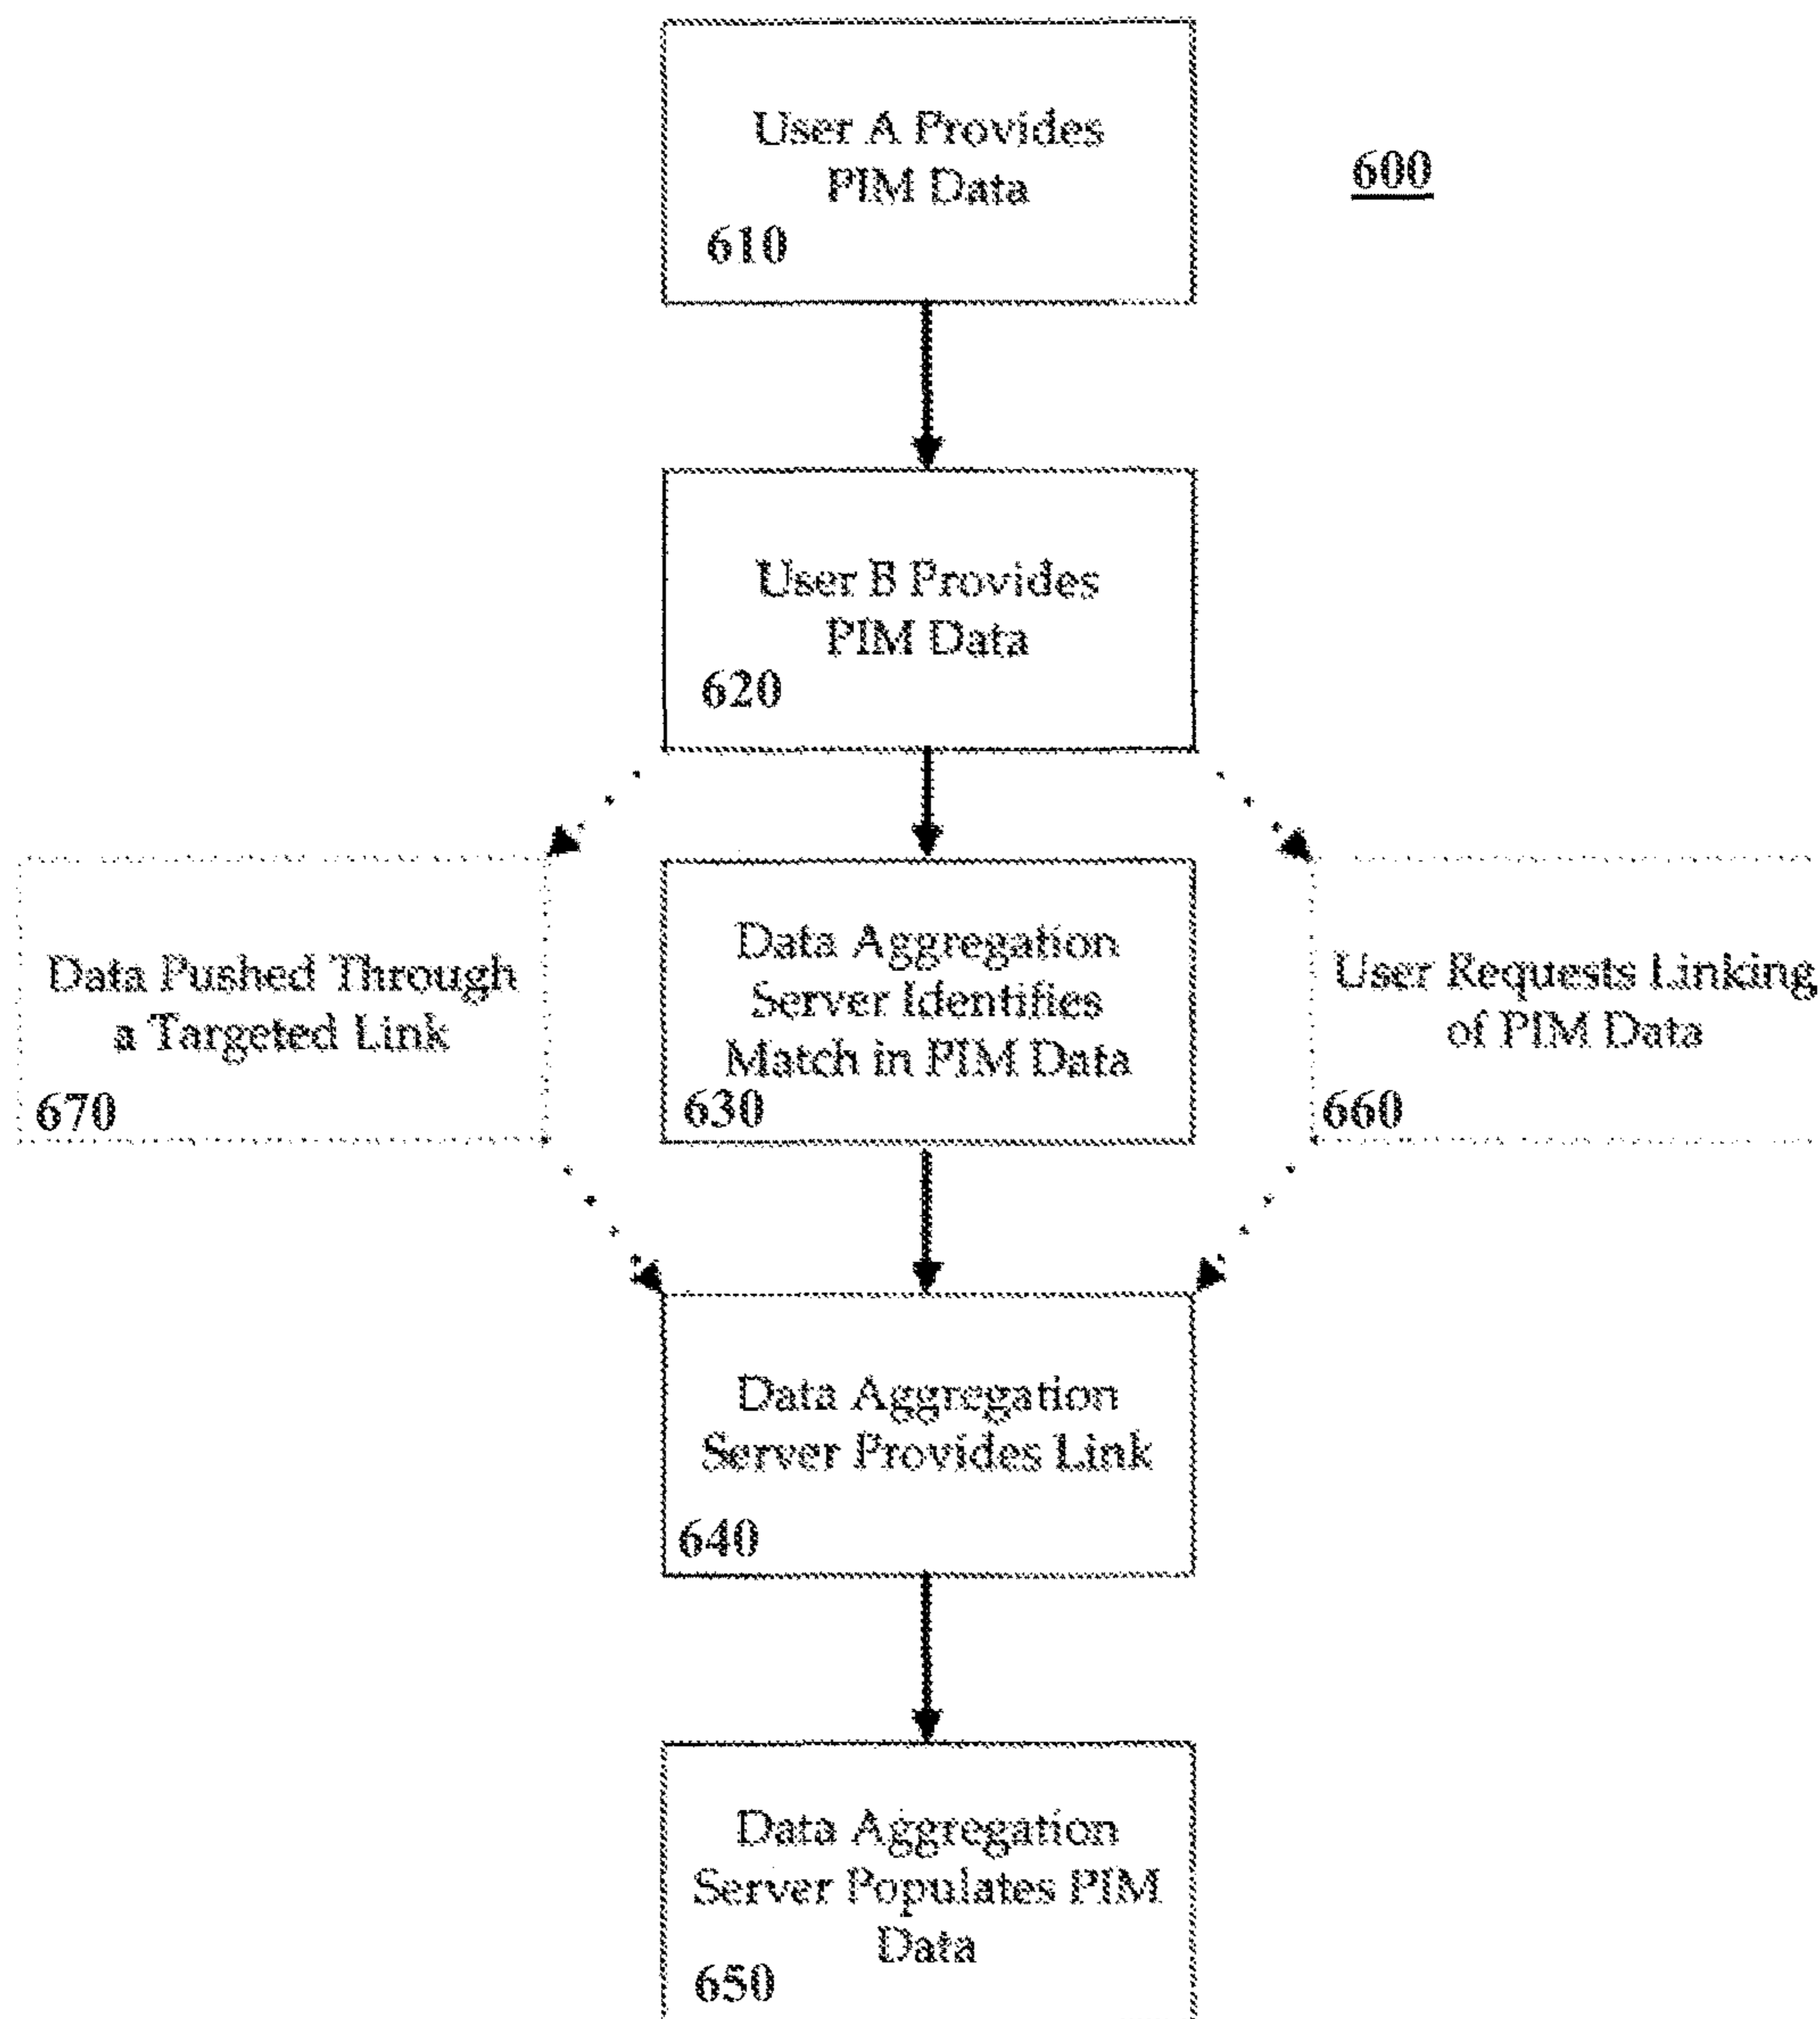 User A Provides
PIM Data
610
600
User B Provides
PIM Data
620
Data Pushed Through
a Targeted Link
670
Data Aggregation
Server Identifies
Match in PIM Data
630
User Requests Linking
of PIM Data
660
Data Aggregation
Server Provides Link
640
Data Aggregation
Server Populates PIM
Data
650